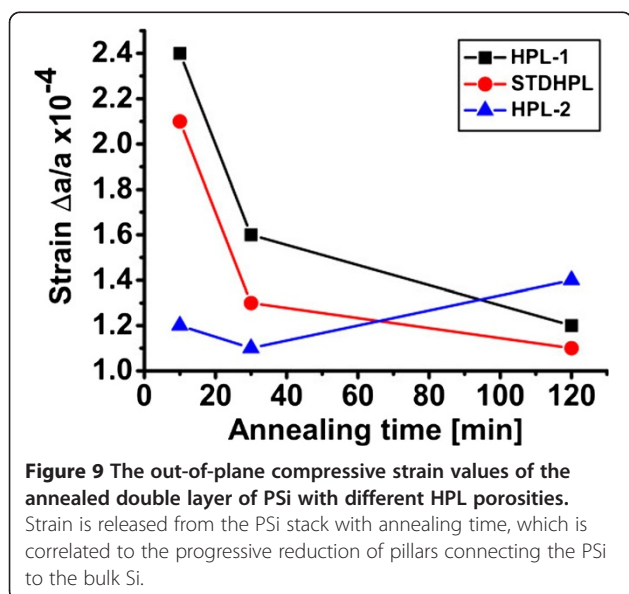 HPL-1
STDHPL
HPL-2
Strain Δa/a x10-4
2.4
2.2
2.0
1.8
1.6
1.4
1.2
1.0
0 20 40 60 80 100 120
Annealing time [min]
Figure 9 The out-of-plane compressive strain values of the
annealed double layer of PSi with different HPL porosities.
Strain is released from the PSi stack with annealing time, which is
correlated to the progressive reduction of pillars connecting the PSi
to the bulk Si.